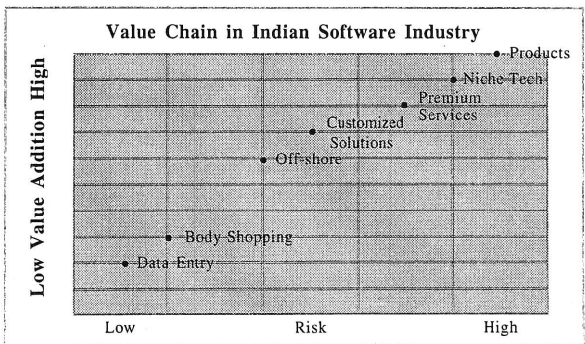 Value Chain in Indian Software Industry
Products
Niche Tech
Premium
Services
Customized
Solutions
Off-shore
Body Shopping
Data Entry
Low Value Addition High
Low Risk High